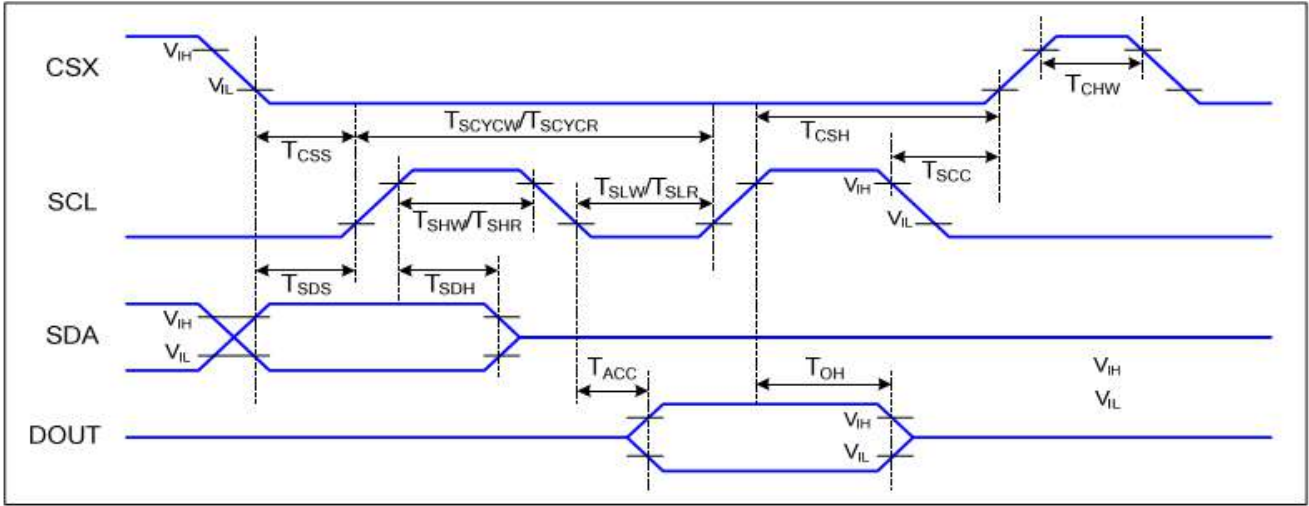 CSX
VIH
VIL
TCHW
TSCYCW/TSCYCR
TCSH
TCSS
TSCC
SCL
TSLW/TSLR
VIH
TSHW/TSHR
VIL
TSDS
TSDH
SDA
VIH
VIL
TACC
TOH
VIH
VIL
DOUT
VIH
VIL